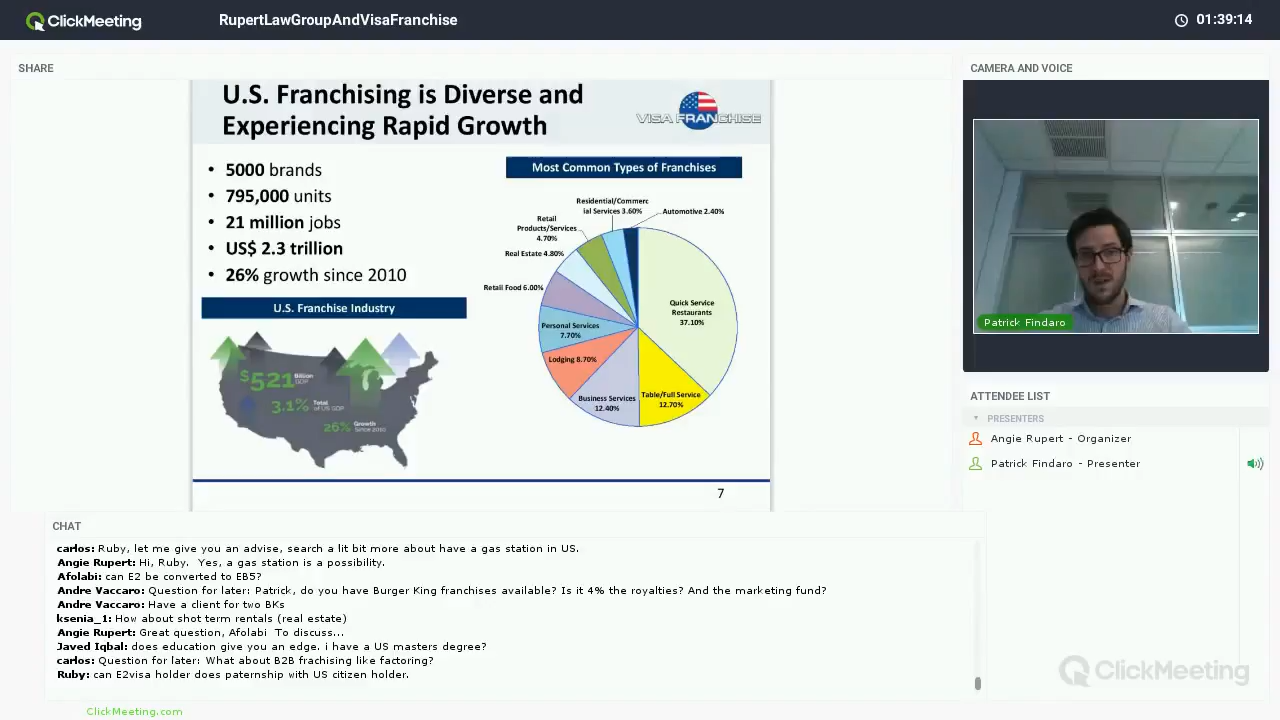 ClickMeeting
RupertLawGroupAndVisaFranchise
01:39:14
SHARE
U.S. Franchising is Diverse and
Experiencing Rapid Growth
VISA FRANCHISE
• 5000 brands
• 795,000 units
• 21 million jobs
• US$ 2.3 trillion
• 26% growth since 2010
U.S. Franchise Industry
$521 Billion
GDP
3.1% Total
of US GDP
26% Growth
Since 2010
Most Common Types of Franchises
Residential/Commerc
ial Services 3.60%
Automotive 2.40%
Retail
Products/Services
4.70%
Real Estate 4.80%
Retail Food 6.00%
Quick Service
Restaurants
37.10%
Personal Services
7.70%
Lodging 8.70%
Business Services
12.40%
Table/Full Service
12.70%
7
CAMERA AND VOICE
Patrick Findaro
ATTENDEE LIST
PRESENTERS
Angie Rupert - Organizer
Patrick Findaro - Presenter
CHAT
carlos: Ruby, let me give you an advise, search a lit bit more about have a gas station in US.
Angie Rupert: Hi, Ruby. Yes, a gas station is a possibility.
Afolabi: can E2 be converted to EB5?
Andre Vaccaro: Question for later: Patrick, do you have Burger King franchises available? Is it 4% the royalties? And the marketing fund?
Andre Vaccaro: Have a client for two BKs
ksenia_1: How about shot term rentals (real estate)
Angie Rupert: Great question, Afolabi To discuss...
Javed Iqbal: does education give you an edge. i have a US masters degree?
carlos: Question for later: What about B2B frachising like factoring?
Ruby: can E2visa holder does paternship with US citizen holder.
ClickMeeting
ClickMeeting.com